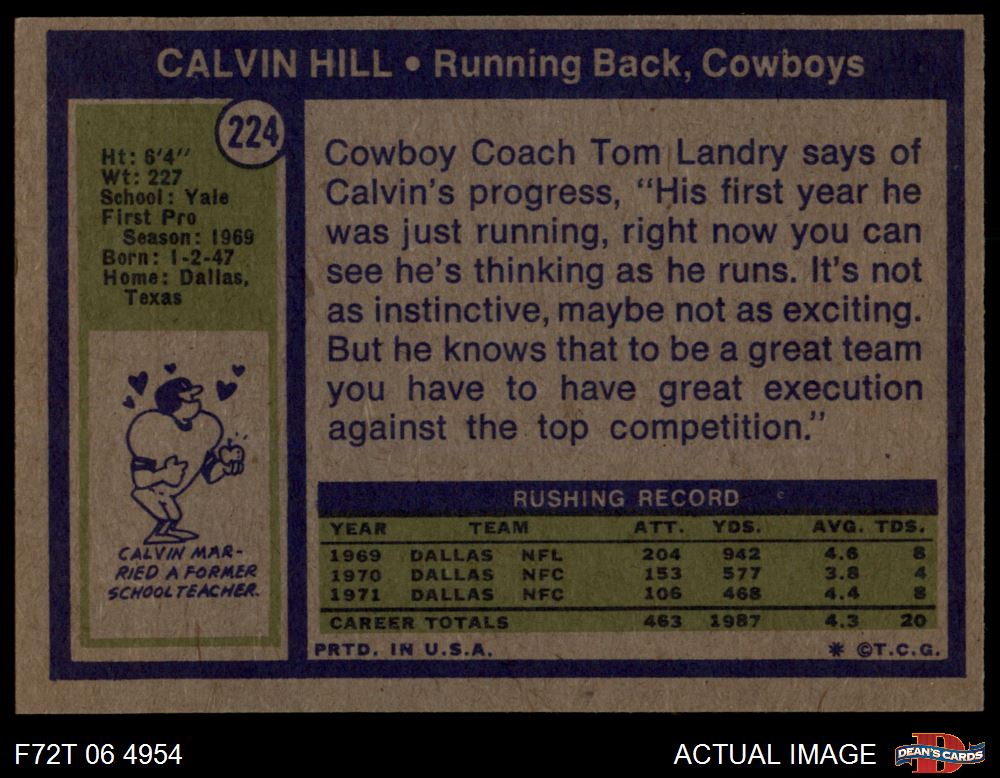 CALVIN HILL • Running Back, Cowboys
224
Ht: 6'4''
Wt: 227
School: Yale
First Pro
Season: 1969
Born: 1-2-47
Home: Dallas,
Texas
CALVIN MAR-
RIED A FORMER
SCHOOL TEACHER.
Cowboy Coach Tom Landry says of
Calvin's progress, “His first year he
was just running, right now you can
see he's thinking as he runs. It's not
as instinctive, maybe not as exciting.
But he knows that to be a great team
you have to have great execution
against the top competition.”
RUSHING RECORD
YEAR TEAM ATT. YDS. AVG. TDS.
1969 DALLAS NFL 204 942 4.6 8
1970 DALLAS NFC 153 577 3.8 4
1971 DALLAS NFC 106 468 4.4 8
CAREER TOTALS 463 1987 4.3 20
PRTD. IN U.S.A. * ©T.C.G.
F72T 06 4954 ACTUAL IMAGE
D
DEAN'S CARDS